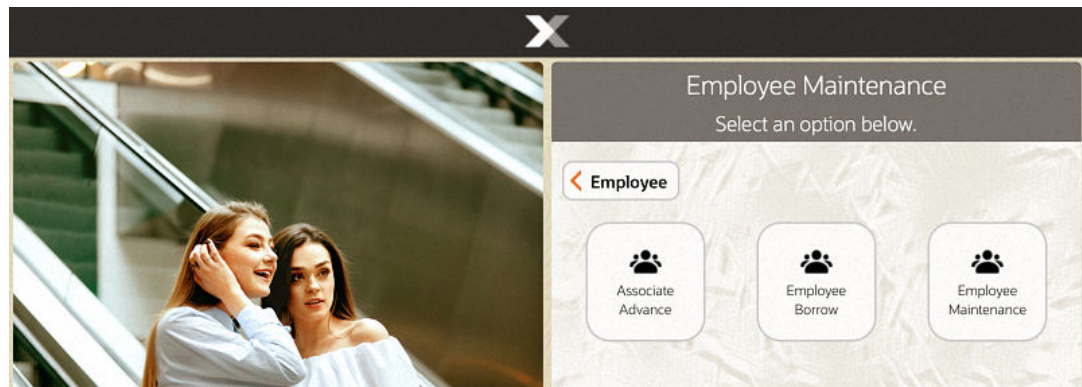 Employee Maintenance
Select an option below.
Employee
Associate
Advance
Employee
Borrow
Employee
Maintenance